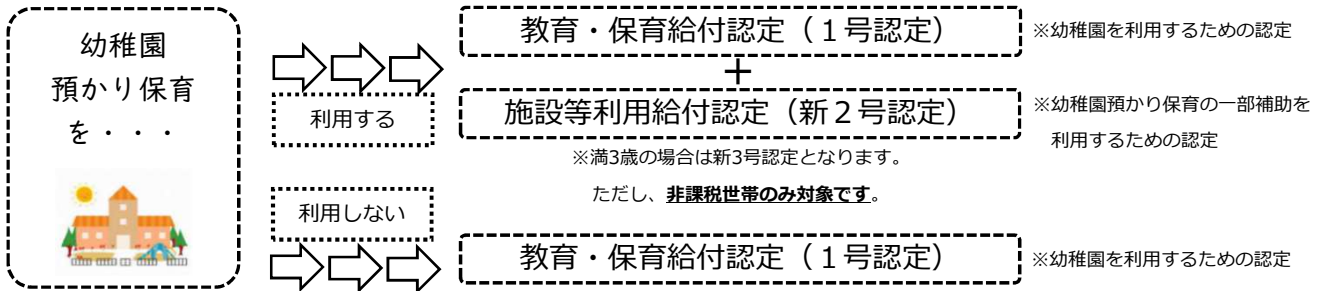 幼稚園
預かり保育
を・・・
利用する
教育・保育給付認定（１号認定）
※幼稚園を利用するための認定
＋
施設等利用給付認定（新２号認定）
※幼稚園預かり保育の一部補助を
利用するための認定
※満3歳の場合は新3号認定となります。
ただし、非課税世帯のみ対象です。
利用しない
教育・保育給付認定（１号認定）
※幼稚園を利用するための認定